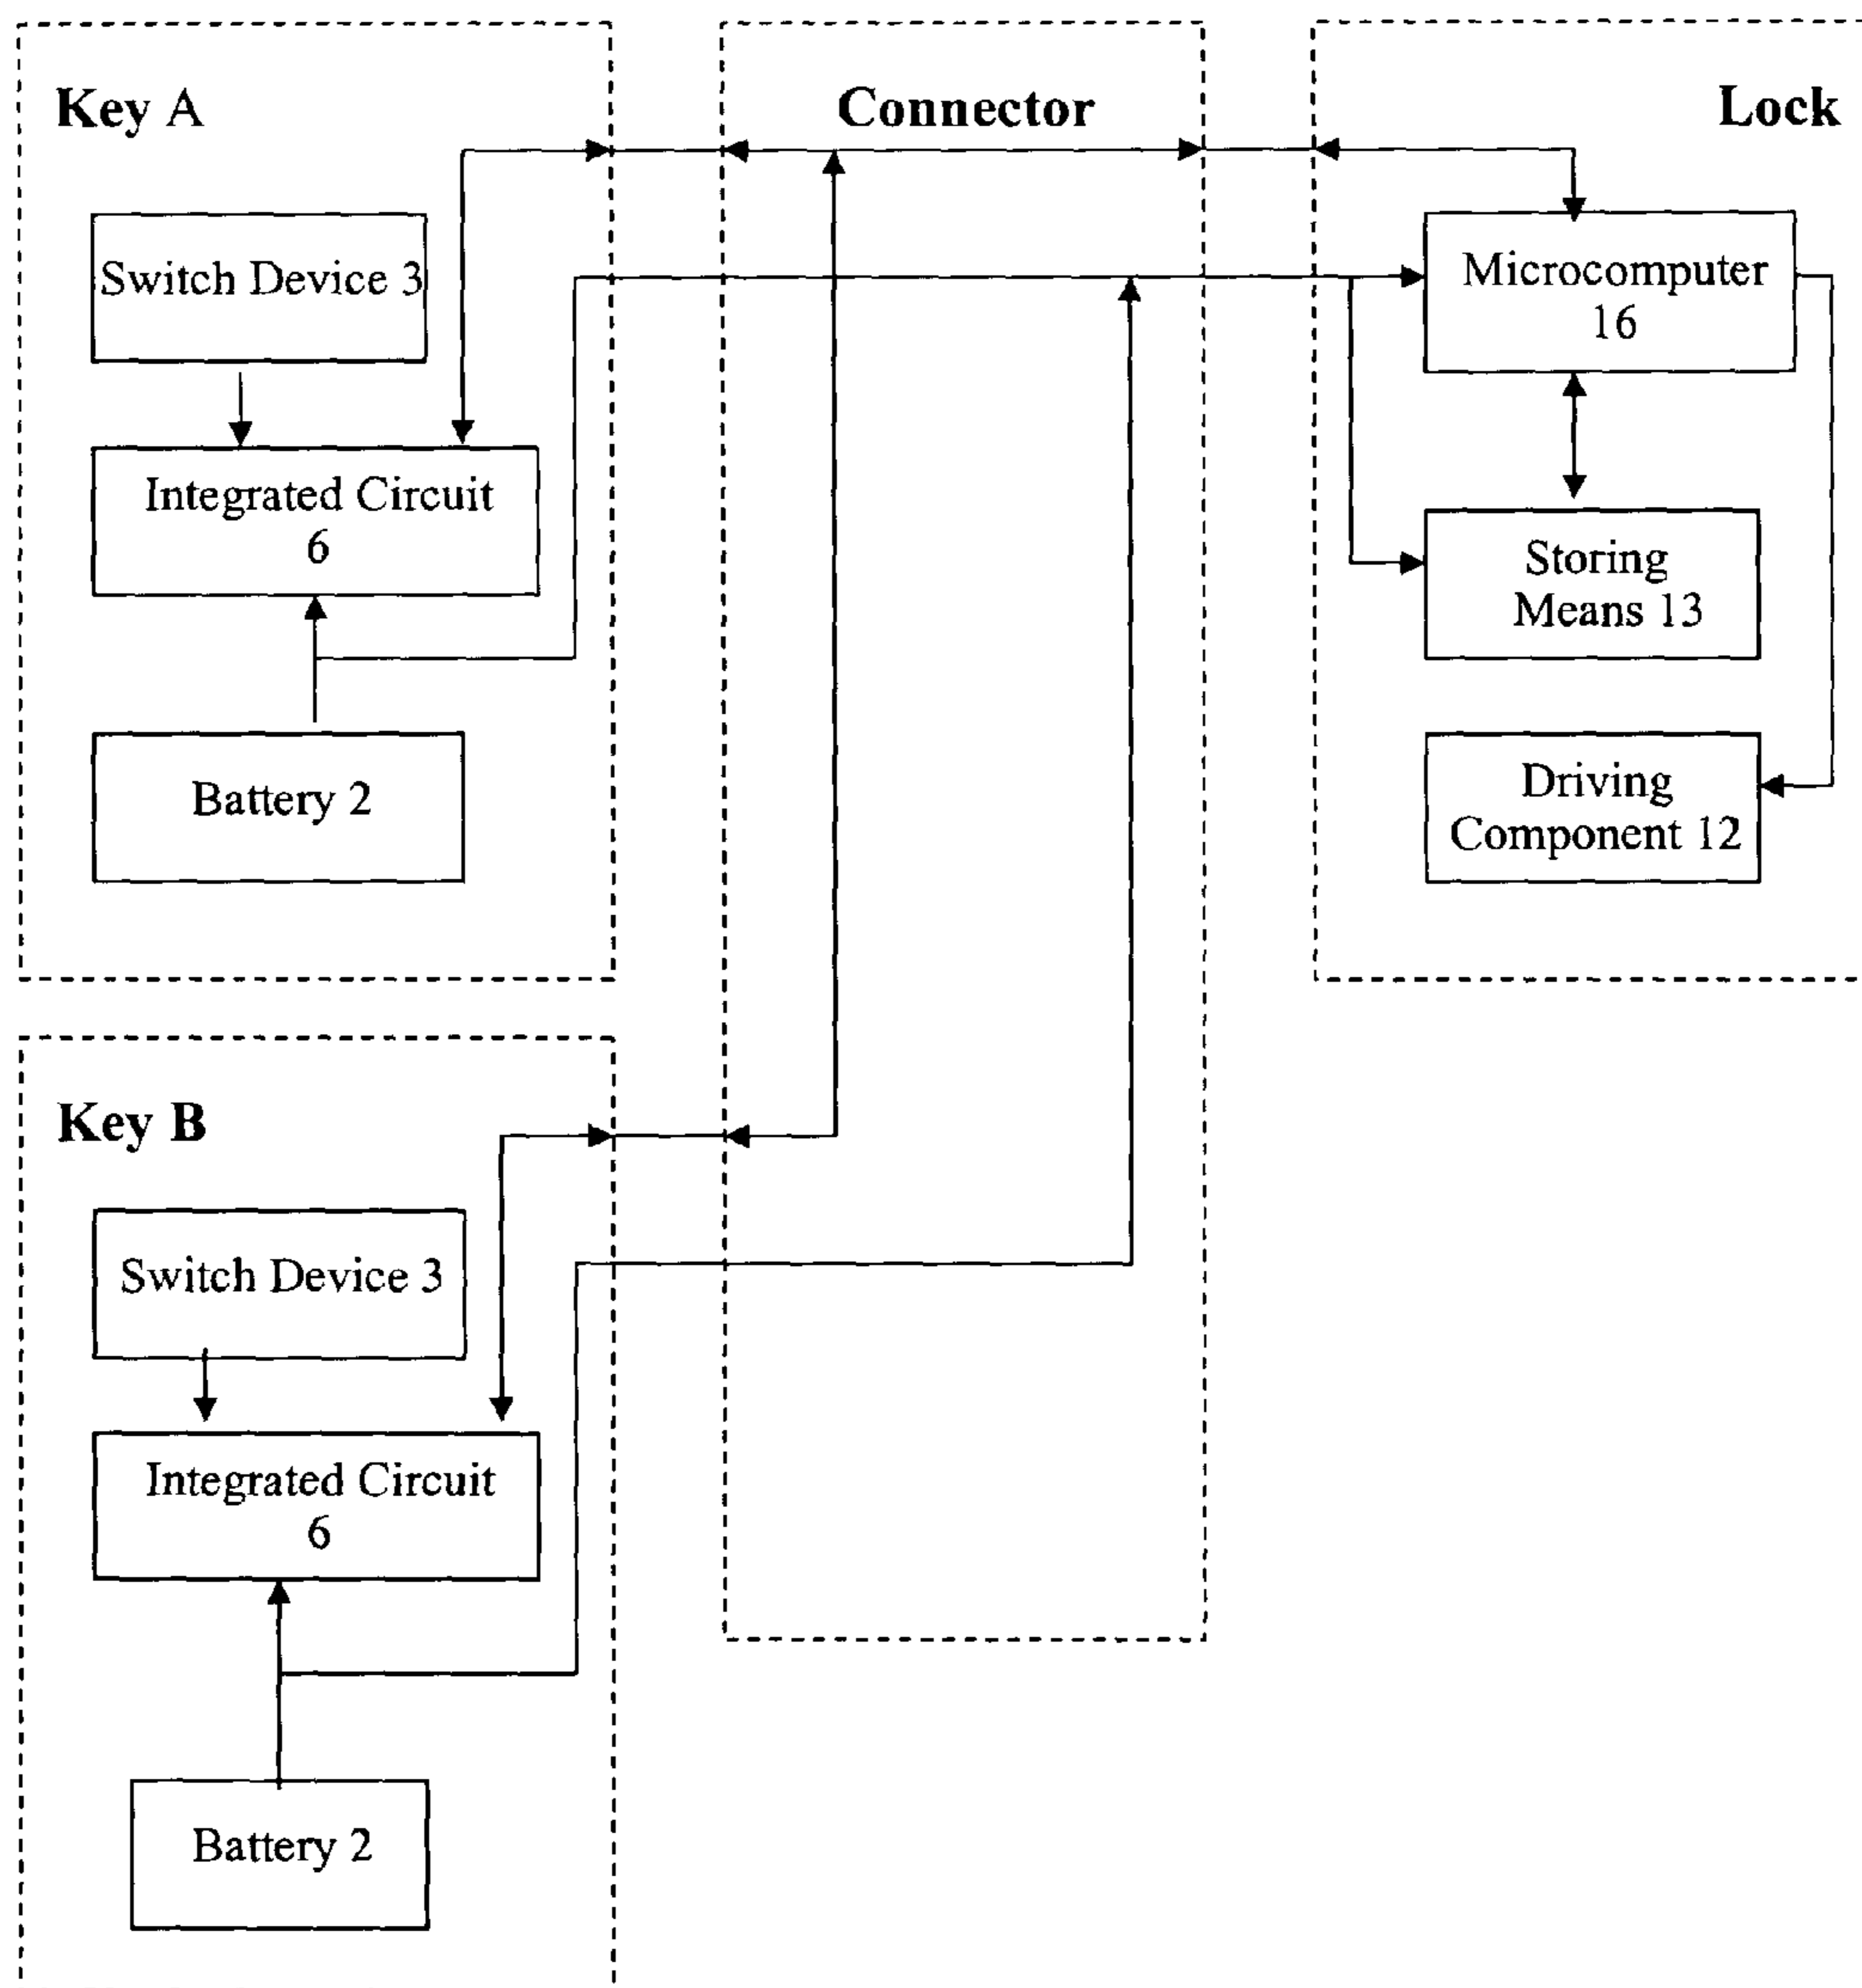 Key A
Switch Device 3
Integrated Circuit
6
Battery 2
Connector
Lock
Microcomputer
16
Storing
Means 13
Driving
Component 12
Key B
Switch Device 3
Integrated Circuit
6
Battery 2